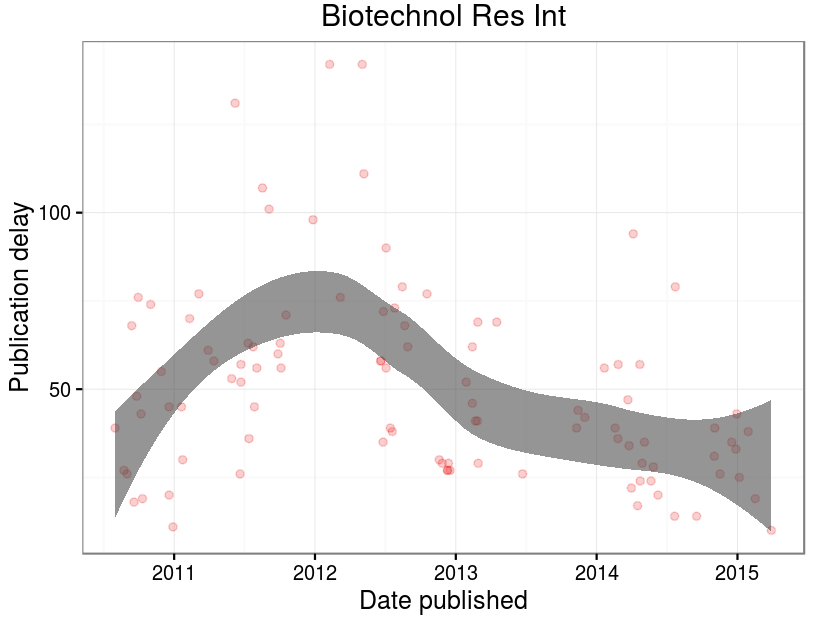 Biotechnol Res Int
Publication delay
100
50
2011 2012 2013 2014 2015
Date published